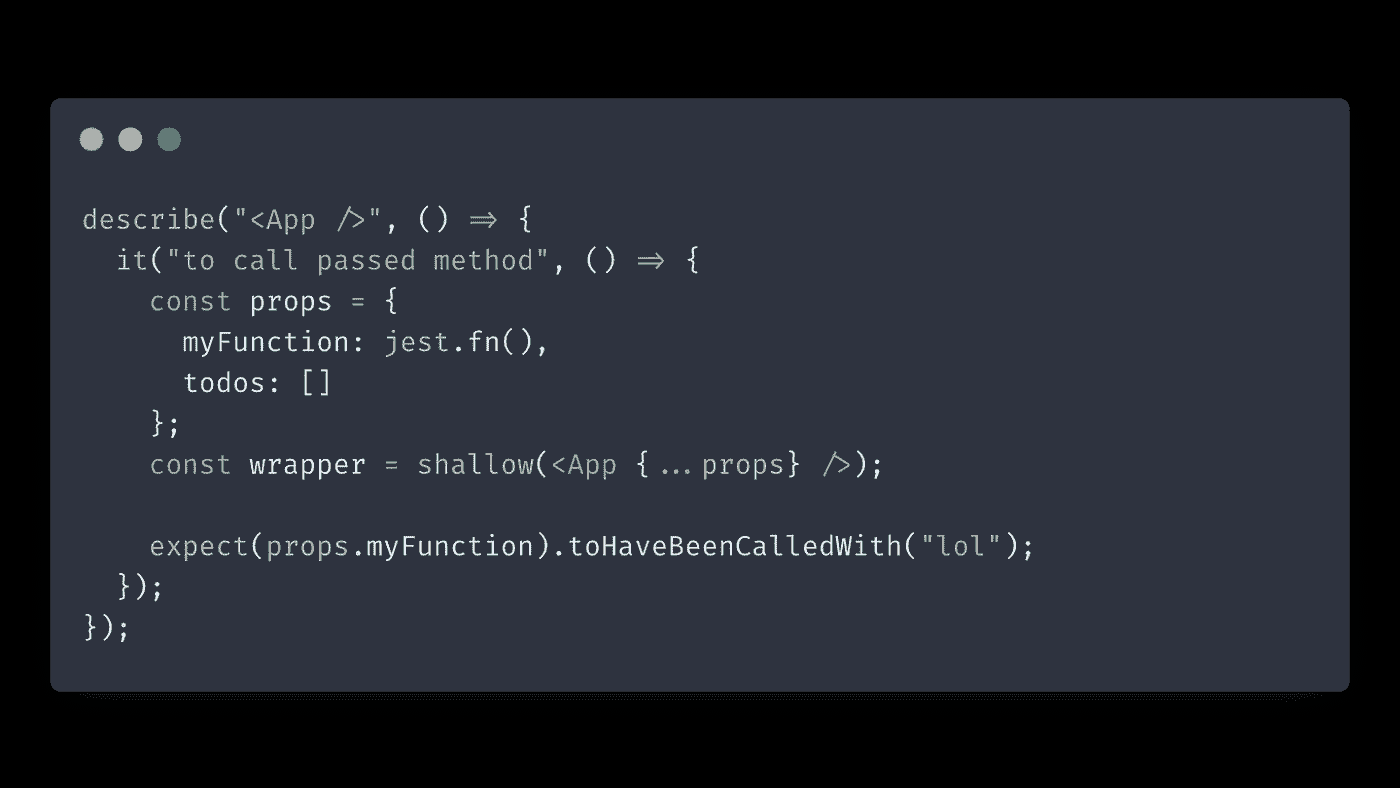 describe("<App />", () => {
  it("to call passed method", () => {
    const props = {
      myFunction: jest.fn(),
      todos: []
    };
    const wrapper = shallow(<App {...props} />);
    expect(props.myFunction).toHaveBeenCalledWith("lol");
  });
});